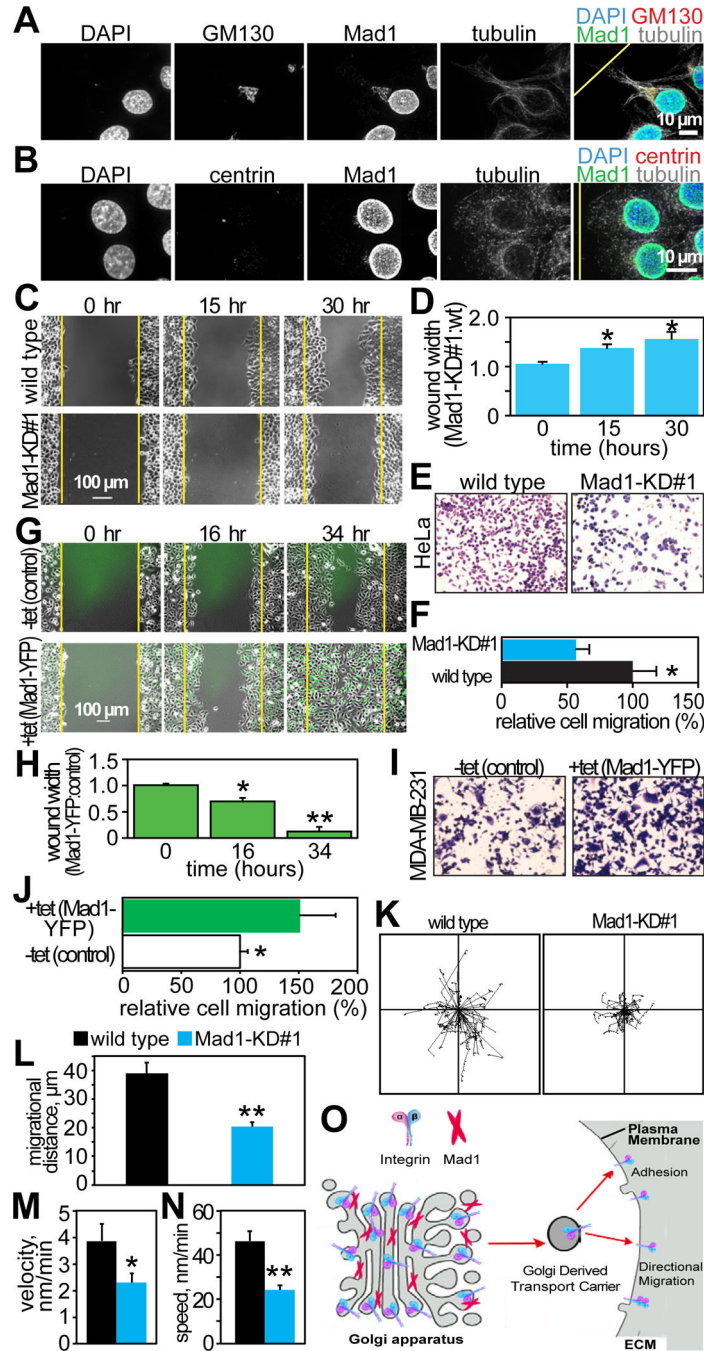 A
DAPI GM130 Mad1 tubulin DAPI GM130
Mad1 tubulin
10 µm
B
DAPI centrin Mad1 tubulin DAPI centrin
Mad1 tubulin
10 µm
C
0 hr 15 hr 30 hr
wild type
Mad1-KD#1
100 µm
D
wound width
(Mad1-KD#1:wt)
2.0
1.0
0
* *
0 15 30
time (hours)
E
wild type Mad1-KD#1
HeLa
F
Mad1-KD#1
wild type
*
0 50 100 150
relative cell migration (%)
G
0 hr 16 hr 34 hr
-tet (control)
+tet (Mad1-YFP)
100 µm
H
wound width
(Mad1-YFP:control)
1.5
1.0
0.5
0
* **
0 16 34
time (hours)
I
-tet (control) +tet (Mad1-YFP)
MDA-MB-231
J
+tet (Mad1-
YFP)
-tet (control)
*
0 50 100 150 200
relative cell migration (%)
K
wild type Mad1-KD#1
L
wild type Mad1-KD#1
migrational
distance, µm
40
30
20
10
0
**
M
velocity,
nm/min
5
4
3
2
1
0
*
N
speed, nm/min
60
40
20
0
**
O
α β
Integrin Mad1
Plasma
Membrane
Adhesion
Golgi Derived
Transport Carrier
Directional
Migration
Golgi apparatus
ECM